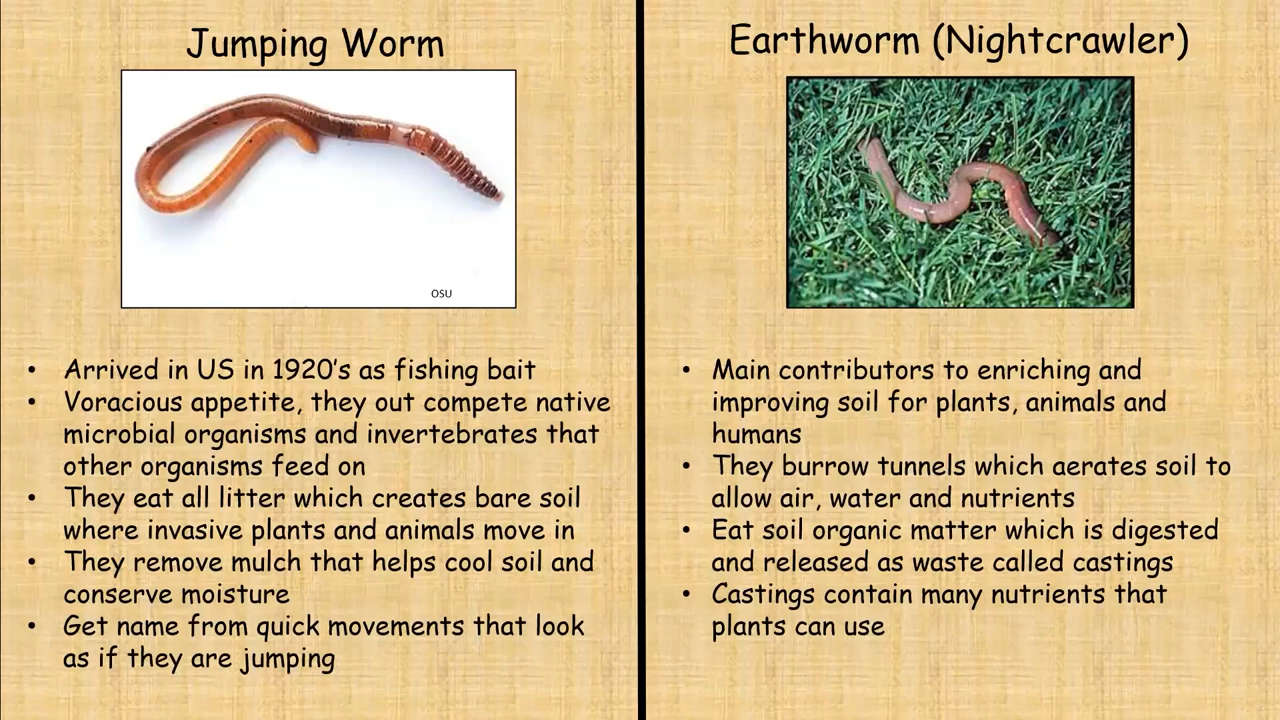 Jumping Worm
OSU
• Arrived in US in 1920's as fishing bait
• Voracious appetite, they out compete native
microbial organisms and invertebrates that
other organisms feed on
• They eat all litter which creates bare soil
where invasive plants and animals move in
• They remove mulch that helps cool soil and
conserve moisture
• Get name from quick movements that look
as if they are jumping
Earthworm (Nightcrawler)
• Main contributors to enriching and
improving soil for plants, animals and
humans
• They burrow tunnels which aerates soil to
allow air, water and nutrients
• Eat soil organic matter which is digested
and released as waste called castings
• Castings contain many nutrients that
plants can use